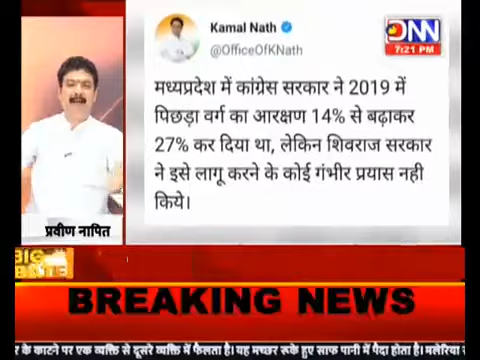 Kamal Nath
@OfficeOfKNath
DNN
7:21 PM
मध्यप्रदेश में कांग्रेस सरकार ने 2019 में
पिछड़ा वर्ग का आरक्षण 14% से बढ़ाकर
27% कर दिया था, लेकिन शिवराज सरकार
ने इसे लागू करने के कोई गंभीर प्रयास नही
किये।
प्रवीण नापित
BIG
DEBATE
BREAKING NEWS
र के काटने पर एक व्यक्ति से दूसरे व्यक्ति में फैलता है। यह मच्छर रूके हुए साफ पानी में पैदा होता है। मलेरिया